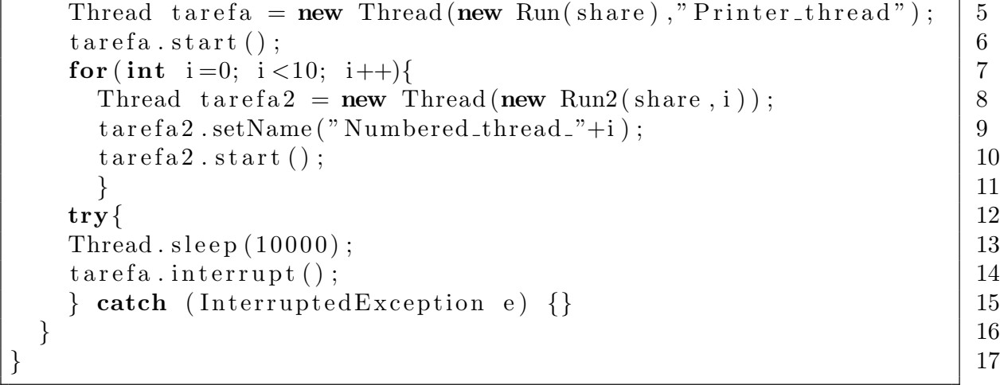 Thread tarefa = new Thread(new Run(share),"Printer_thread"); 5
tarefa.start(); 6
for(int i=0; i<10; i++){ 7
Thread tarefa2 = new Thread(new Run2(share,i)); 8
tarefa2.setName("Numbered_thread_"+i); 9
tarefa2.start(); 10
} 11
try{ 12
Thread.sleep(10000); 13
tarefa.interrupt(); 14
} catch (InterruptedException e) {} 15
} 16
} 17